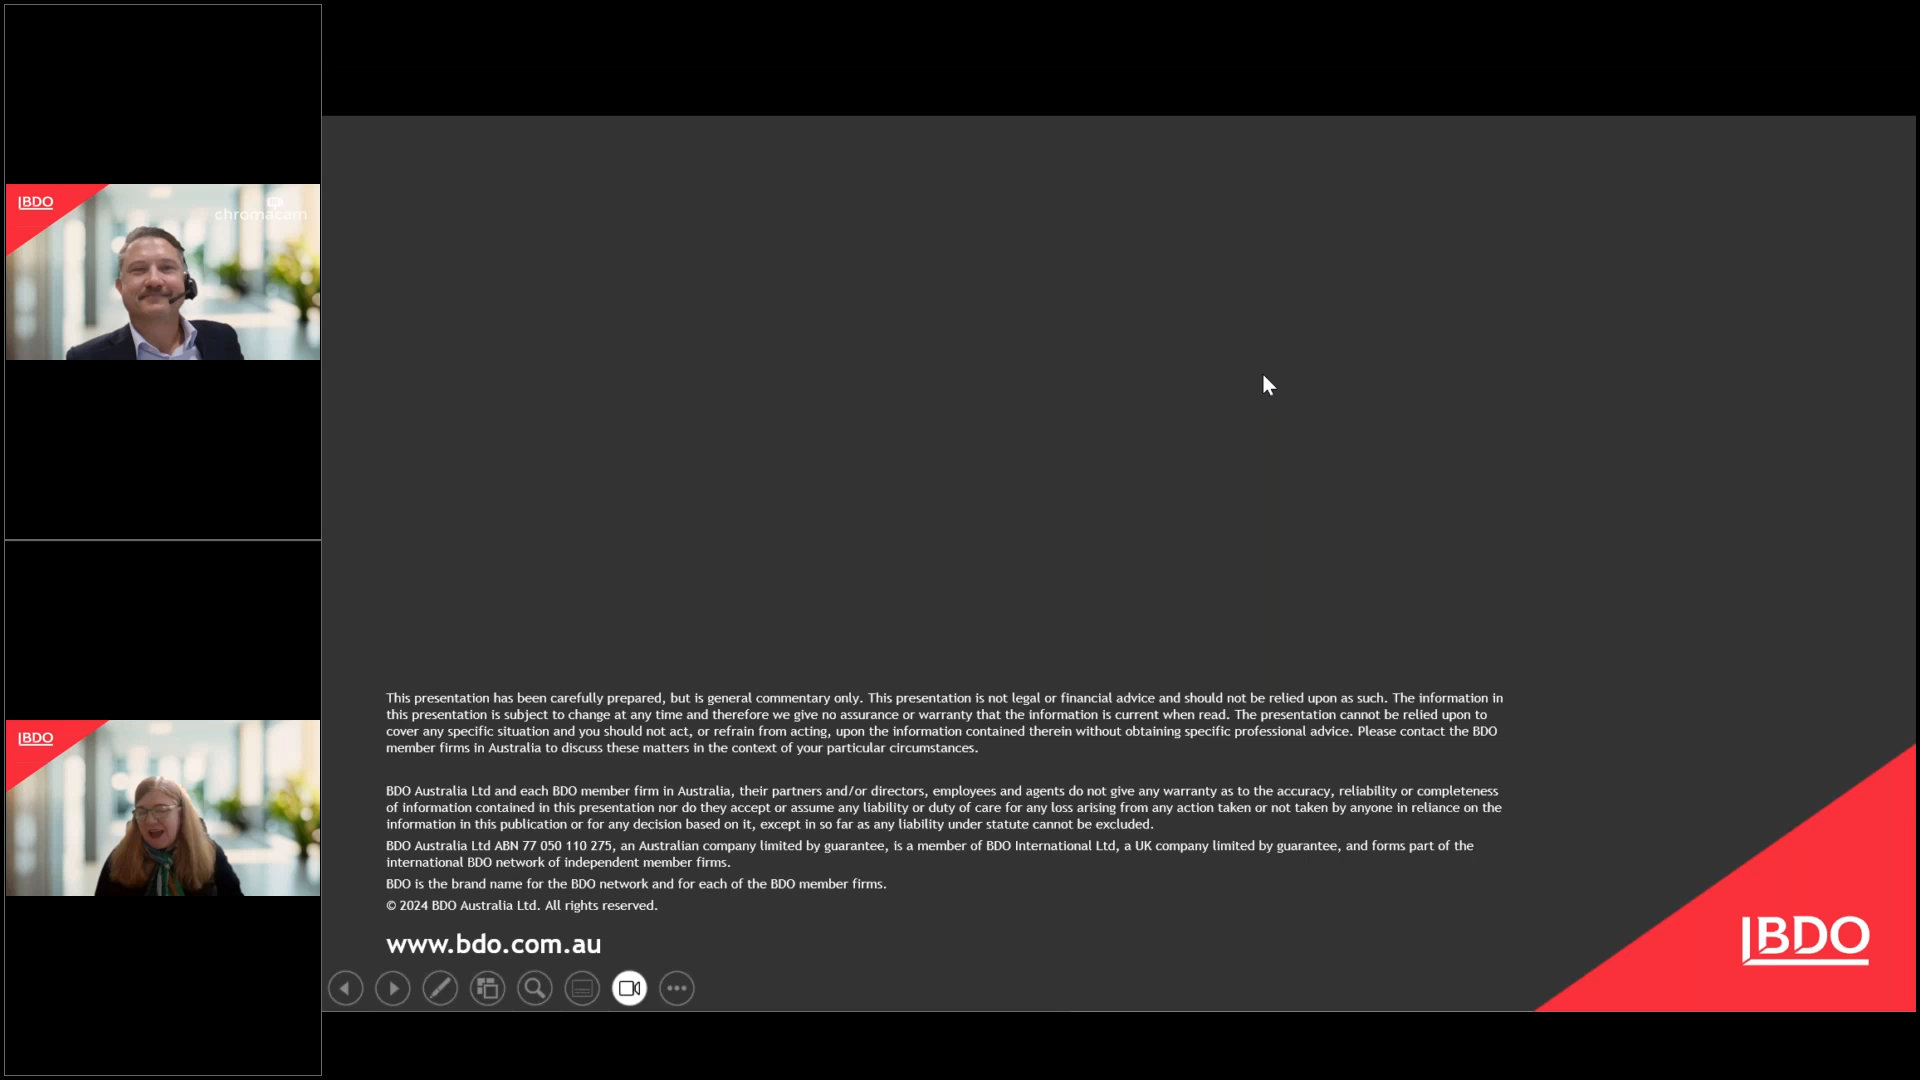 BDO
chromacam
BDO
This presentation has been carefully prepared, but is general commentary only. This presentation is not legal or financial advice and should not be relied upon as such. The information in
this presentation is subject to change at any time and therefore we give no assurance or warranty that the information is current when read. The presentation cannot be relied upon to
cover any specific situation and you should not act, or refrain from acting, upon the information contained therein without obtaining specific professional advice. Please contact the BDO
member firms in Australia to discuss these matters in the context of your particular circumstances.
BDO Australia Ltd and each BDO member firm in Australia, their partners and/or directors, employees and agents do not give any warranty as to the accuracy, reliability or completeness
of information contained in this presentation nor do they accept or assume any liability or duty of care for any loss arising from any action taken or not taken by anyone in reliance on the
information in this publication or for any decision based on it, except in so far as any liability under statute cannot be excluded.
BDO Australia Ltd ABN 77 050 110 275, an Australian company limited by guarantee, is a member of BDO International Ltd, a UK company limited by guarantee, and forms part of the
international BDO network of independent member firms.
BDO is the brand name for the BDO network and for each of the BDO member firms.
© 2024 BDO Australia Ltd. All rights reserved.
www.bdo.com.au
BDO